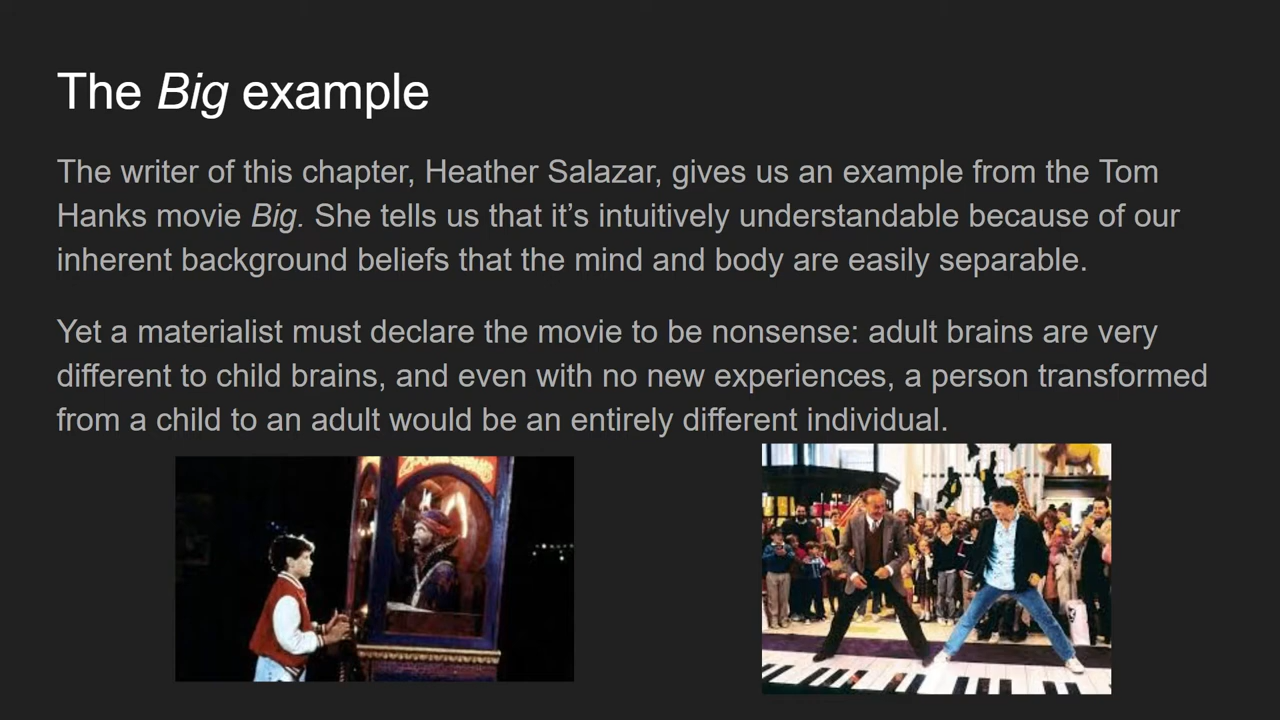 The Big example
The writer of this chapter, Heather Salazar, gives us an example from the Tom
Hanks movie Big. She tells us that it’s intuitively understandable because of our
inherent background beliefs that the mind and body are easily separable.
Yet a materialist must declare the movie to be nonsense: adult brains are very
different to child brains, and even with no new experiences, a person transformed
from a child to an adult would be an entirely different individual.